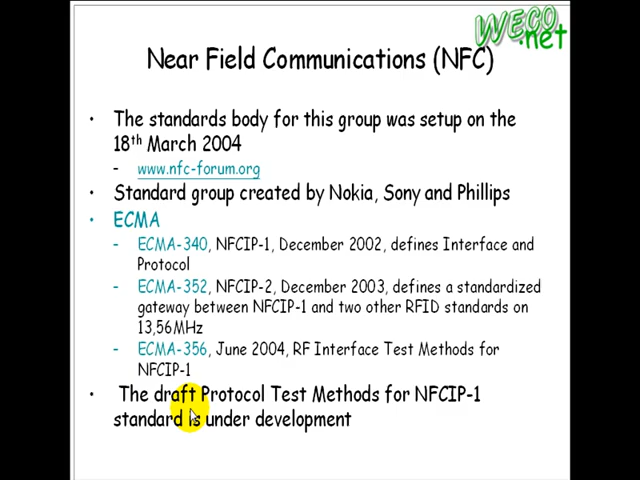 WECO
.net
Near Field Communications (NFC)
• The standards body for this group was setup on the
18th March 2004
- www.nfc-forum.org
• Standard group created by Nokia, Sony and Phillips
• ECMA
- ECMA-340, NFCIP-1, December 2002, defines Interface and
Protocol
- ECMA-352, NFCIP-2, December 2003, defines a standardized
gateway between NFCIP-1 and two other RFID standards on
13,56MHz
- ECMA-356, June 2004, RF Interface Test Methods for
NFCIP-1
• The draft Protocol Test Methods for NFCIP-1
standard is under development